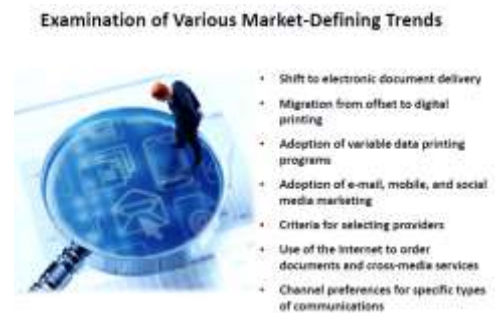 Examination of Various Market-Defining Trends
• Shift to electronic document delivery
• Migration from offset to digital
printing
• Adoption of variable data printing
programs
• Adoption of e-mail, mobile, and social
media marketing
• Criteria for selecting providers
• Use of the Internet to order
documents and cross-media services
• Channel preferences for specific types
of communications